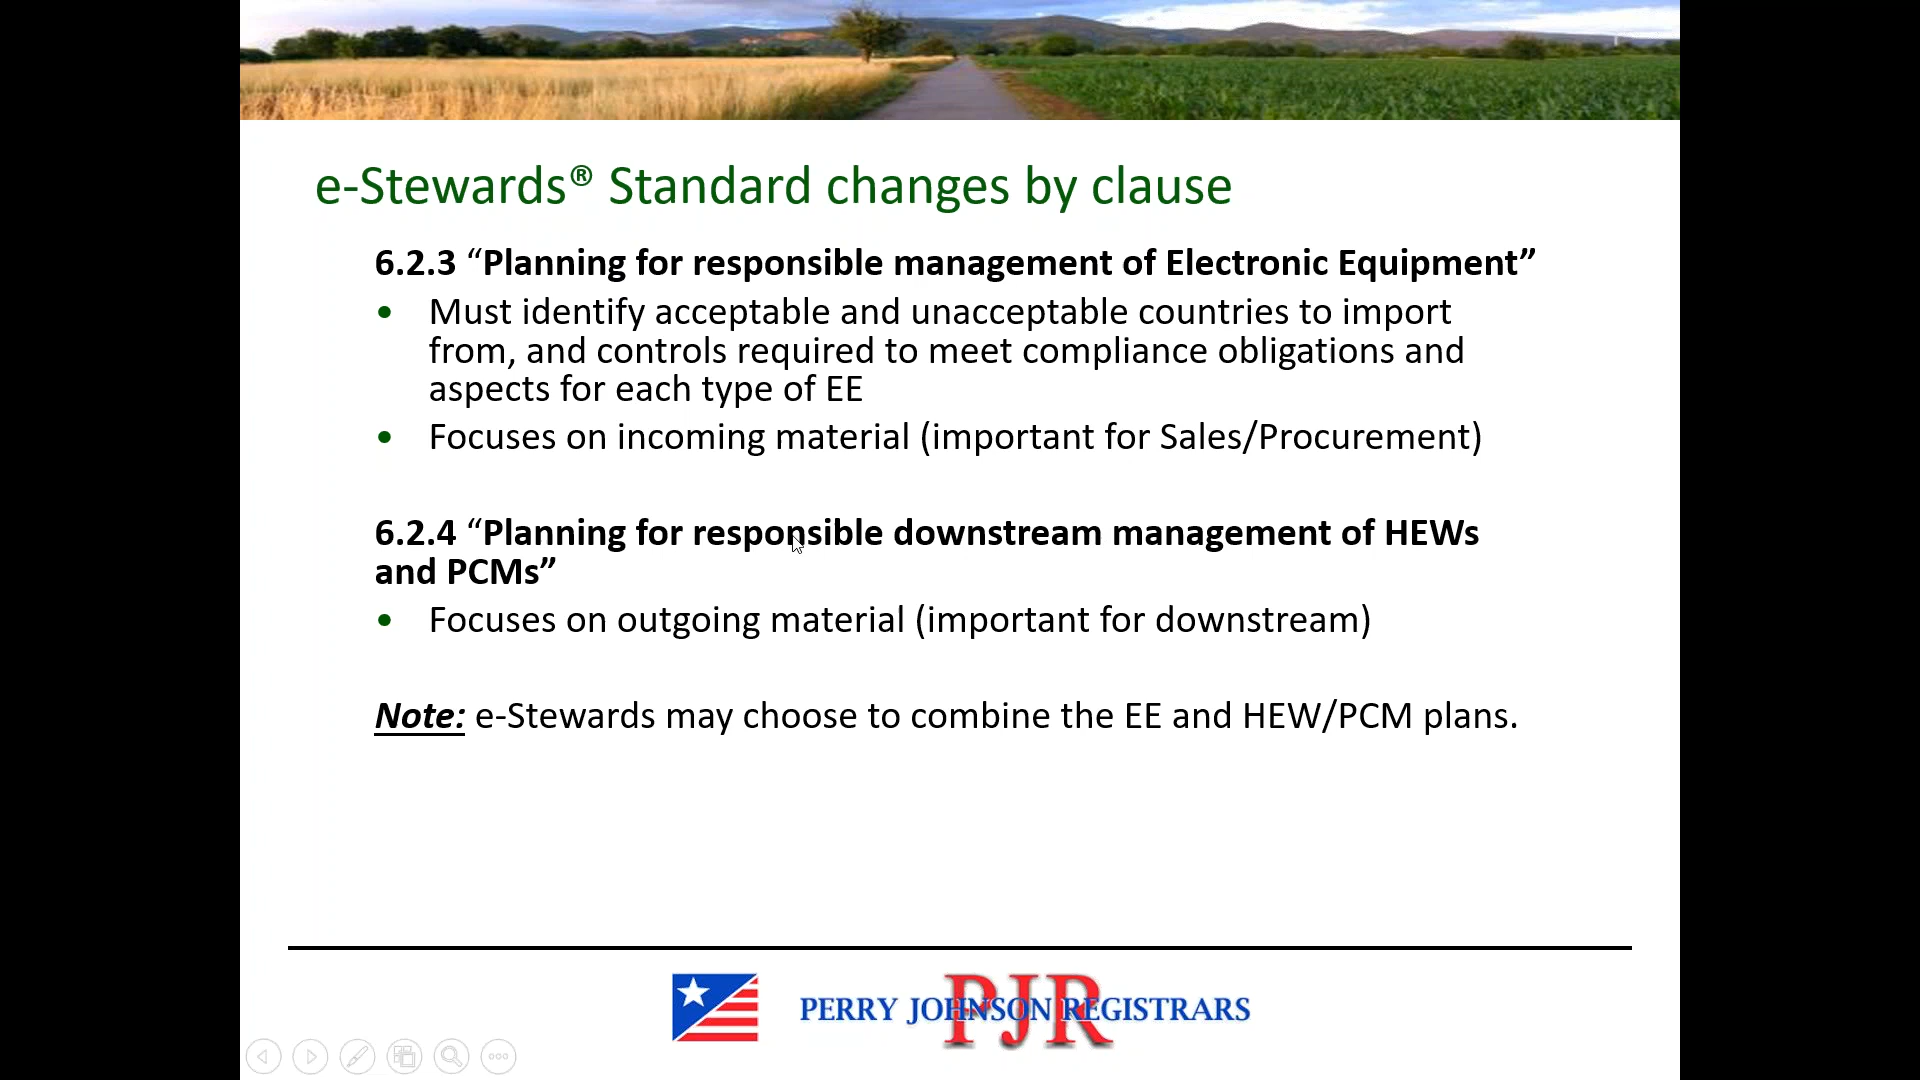 e-Stewards® Standard changes by clause
6.2.3 “Planning for responsible management of Electronic Equipment”
• Must identify acceptable and unacceptable countries to import
from, and controls required to meet compliance obligations and
aspects for each type of EE
• Focuses on incoming material (important for Sales/Procurement)
6.2.4 “Planning for responsible downstream management of HEWs
and PCMs”
• Focuses on outgoing material (important for downstream)
Note: e-Stewards may choose to combine the EE and HEW/PCM plans.
PJR
PERRY JOHNSON REGISTRARS